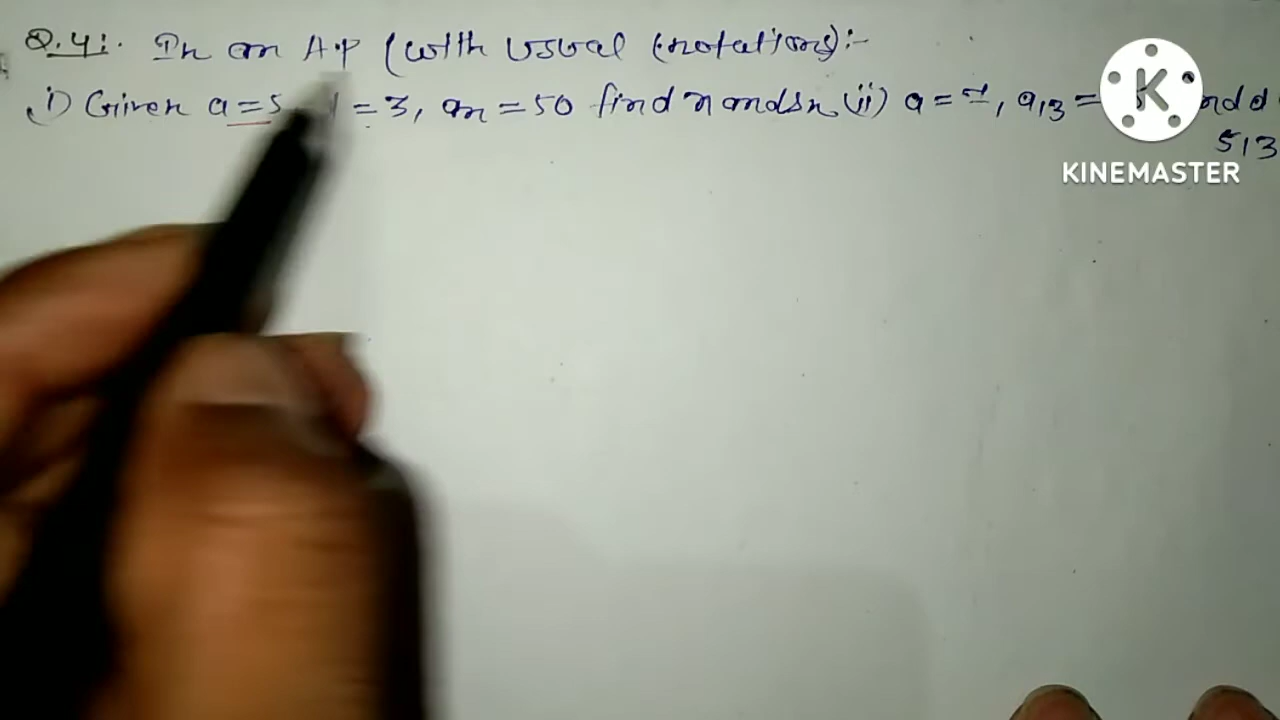 Q.4:. In an A.P (with usual (notations):-
i) Given a=5 =3, an=50 find n and Sn (ii) a=7, a13= nd d
S13
K
KINEMASTER